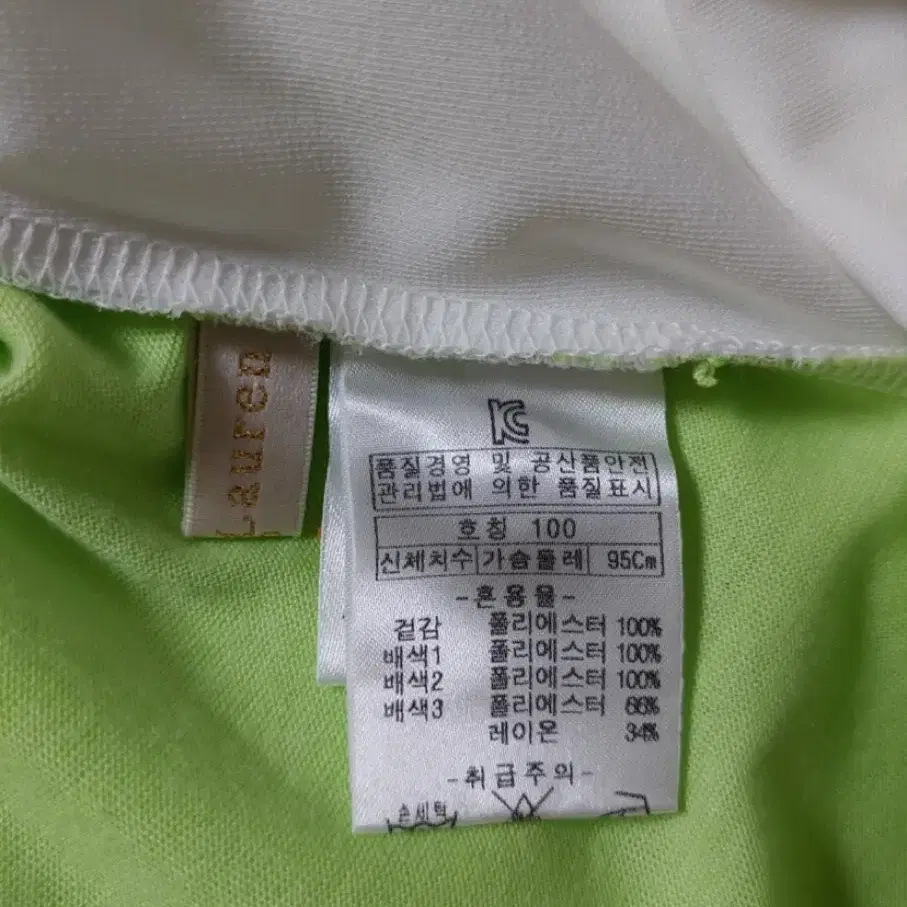 Lauren
KC
품질경영 및 공산품안전
관리법에 의한 품질표시
호칭 100
신체치수 가슴둘레 95Cm
-혼용율-
겉감 폴리에스터 100%
배색1 폴리에스터 100%
배색2 폴리에스터 100%
배색3 폴리에스터 66%
레이온 34%
-취급주의-
손세탁